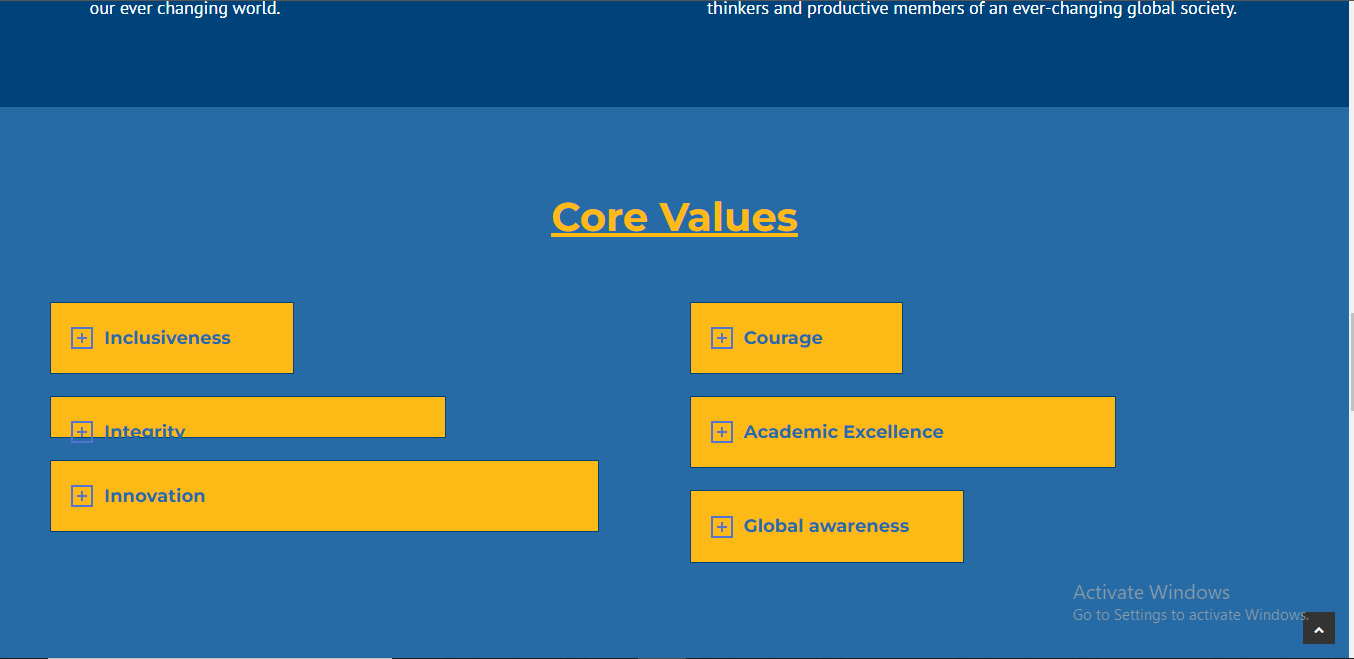 our ever changing world.
thinkers and productive members of an ever-changing global society.
Core Values
Inclusiveness
Integrity
Innovation
Courage
Academic Excellence
Global awareness
Activate Windows
Go to Settings to activate Windows.